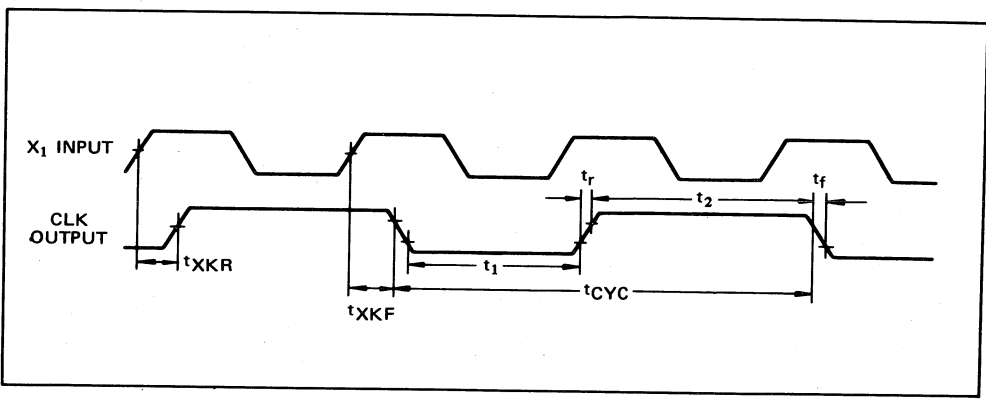 X1 INPUT
tr
t2
tf
CLK
OUTPUT
tXKR
t1
tCYC
tXKF